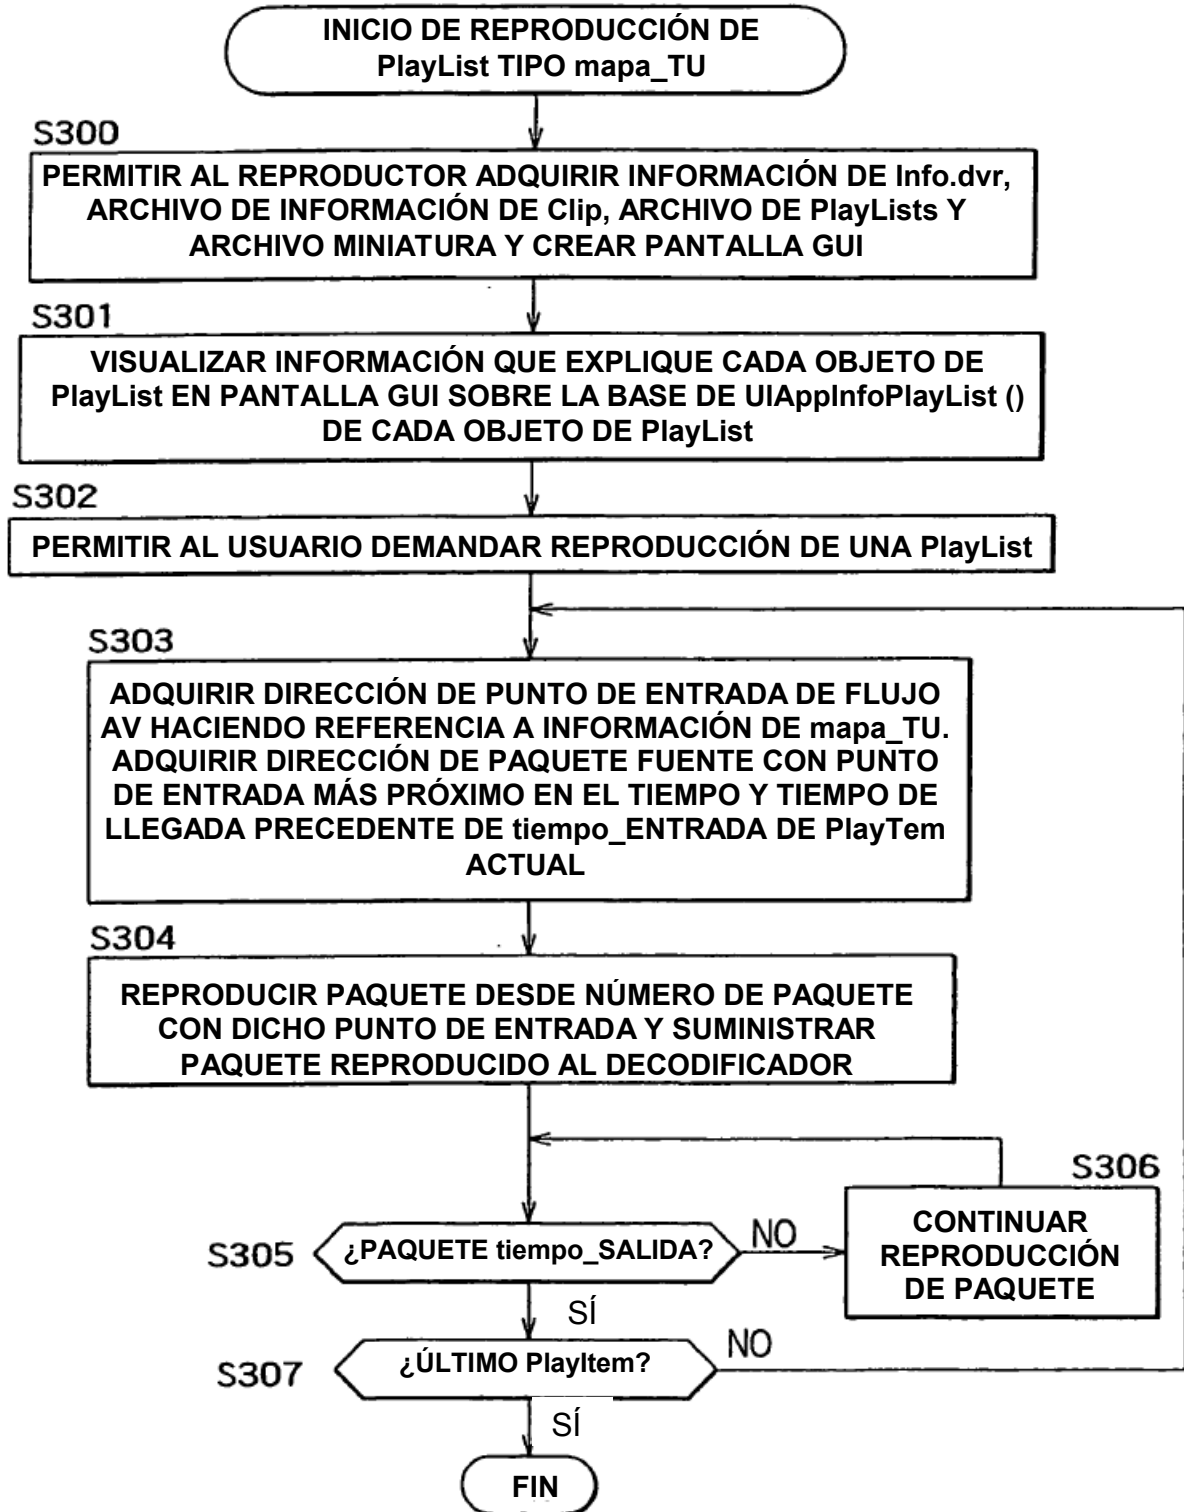 INICIO DE REPRODUCCIÓN DE
PlayList TIPO mapa_TU
S300
PERMITIR AL REPRODUCTOR ADQUIRIR INFORMACIÓN DE Info.dvr,
ARCHIVO DE INFORMACIÓN DE Clip, ARCHIVO DE PlayLists Y
ARCHIVO MINIATURA Y CREAR PANTALLA GUI
S301
VISUALIZAR INFORMACIÓN QUE EXPLIQUE CADA OBJETO DE
PlayList EN PANTALLA GUI SOBRE LA BASE DE UIAppInfoPlayList ()
DE CADA OBJETO DE PlayList
S302
PERMITIR AL USUARIO DEMANDAR REPRODUCCIÓN DE UNA PlayList
S303
ADQUIRIR DIRECCIÓN DE PUNTO DE ENTRADA DE FLUJO
AV HACIENDO REFERENCIA A INFORMACIÓN DE mapa_TU.
ADQUIRIR DIRECCIÓN DE PAQUETE FUENTE CON PUNTO
DE ENTRADA MÁS PRÓXIMO EN EL TIEMPO Y TIEMPO DE
LLEGADA PRECEDENTE DE tiempo_ENTRADA DE PlayTem
ACTUAL
S304
REPRODUCIR PAQUETE DESDE NÚMERO DE PAQUETE
CON DICHO PUNTO DE ENTRADA Y SUMINISTRAR
PAQUETE REPRODUCIDO AL DECODIFICADOR
S305
¿PAQUETE tiempo_SALIDA?
NO
S306
CONTINUAR
REPRODUCCIÓN
DE PAQUETE
SÍ
S307
¿ÚLTIMO PlayItem?
NO
SÍ
FIN